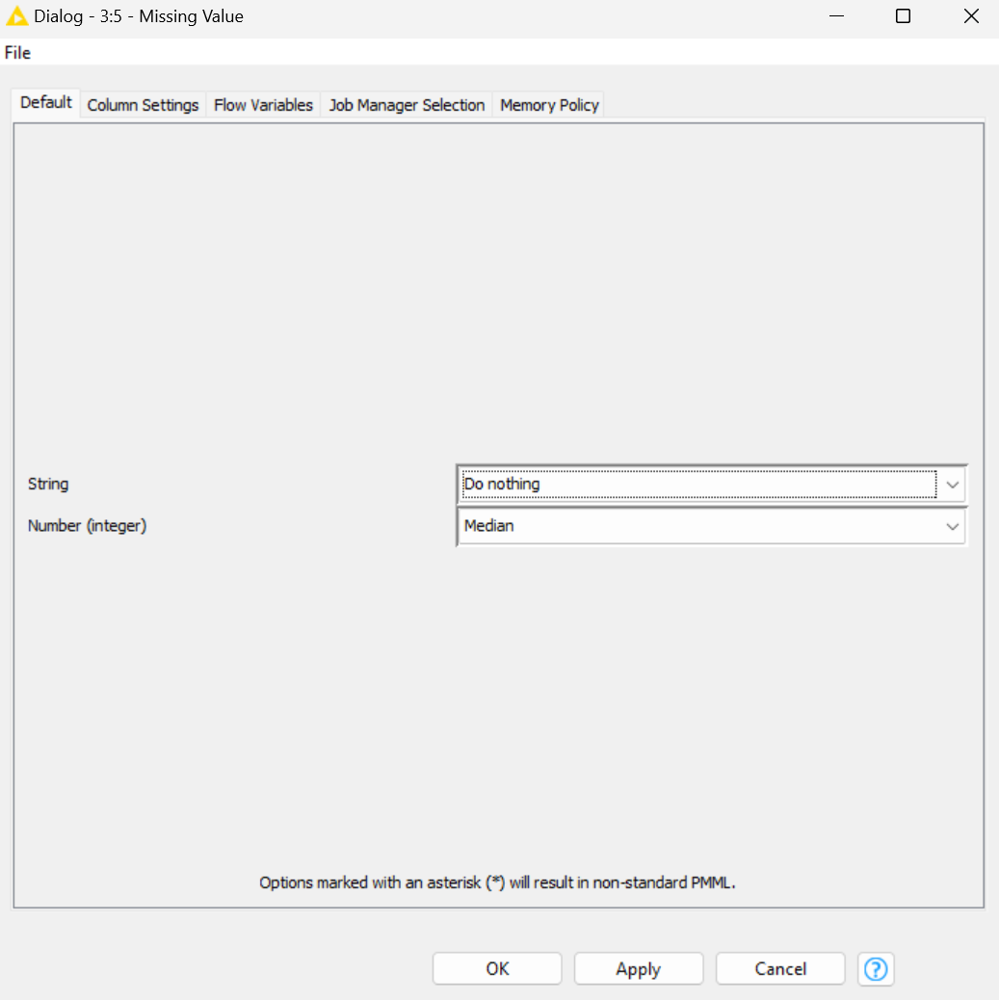 Dialog - 3:5 - Missing Value
File
Default Column Settings Flow Variables Job Manager Selection Memory Policy
String Do nothing
Number (integer) Median
Options marked with an asterisk (*) will result in non-standard PMML.
OK Apply Cancel ?